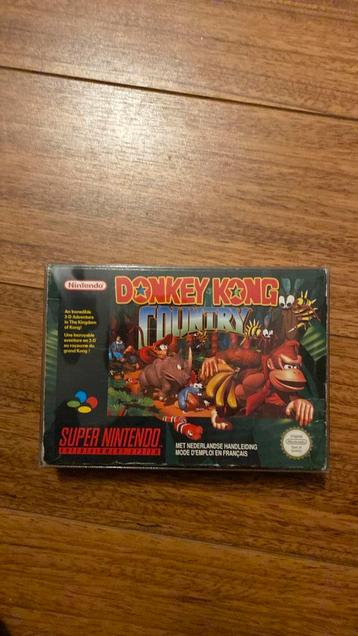 Nintendo
DONKEY KONG
COUNTRY
An Incredible
3-D Adventure
in The Kingdom
of Kong!
Une Incroyable
aventure en 3-D
au royaume du
grand Kong !
SUPER NINTENDO
ENTERTAINMENT SYSTEM
MET NEDERLANDSE HANDLEIDING
MODE D'EMPLOI EN FRANÇAIS
Nintendo